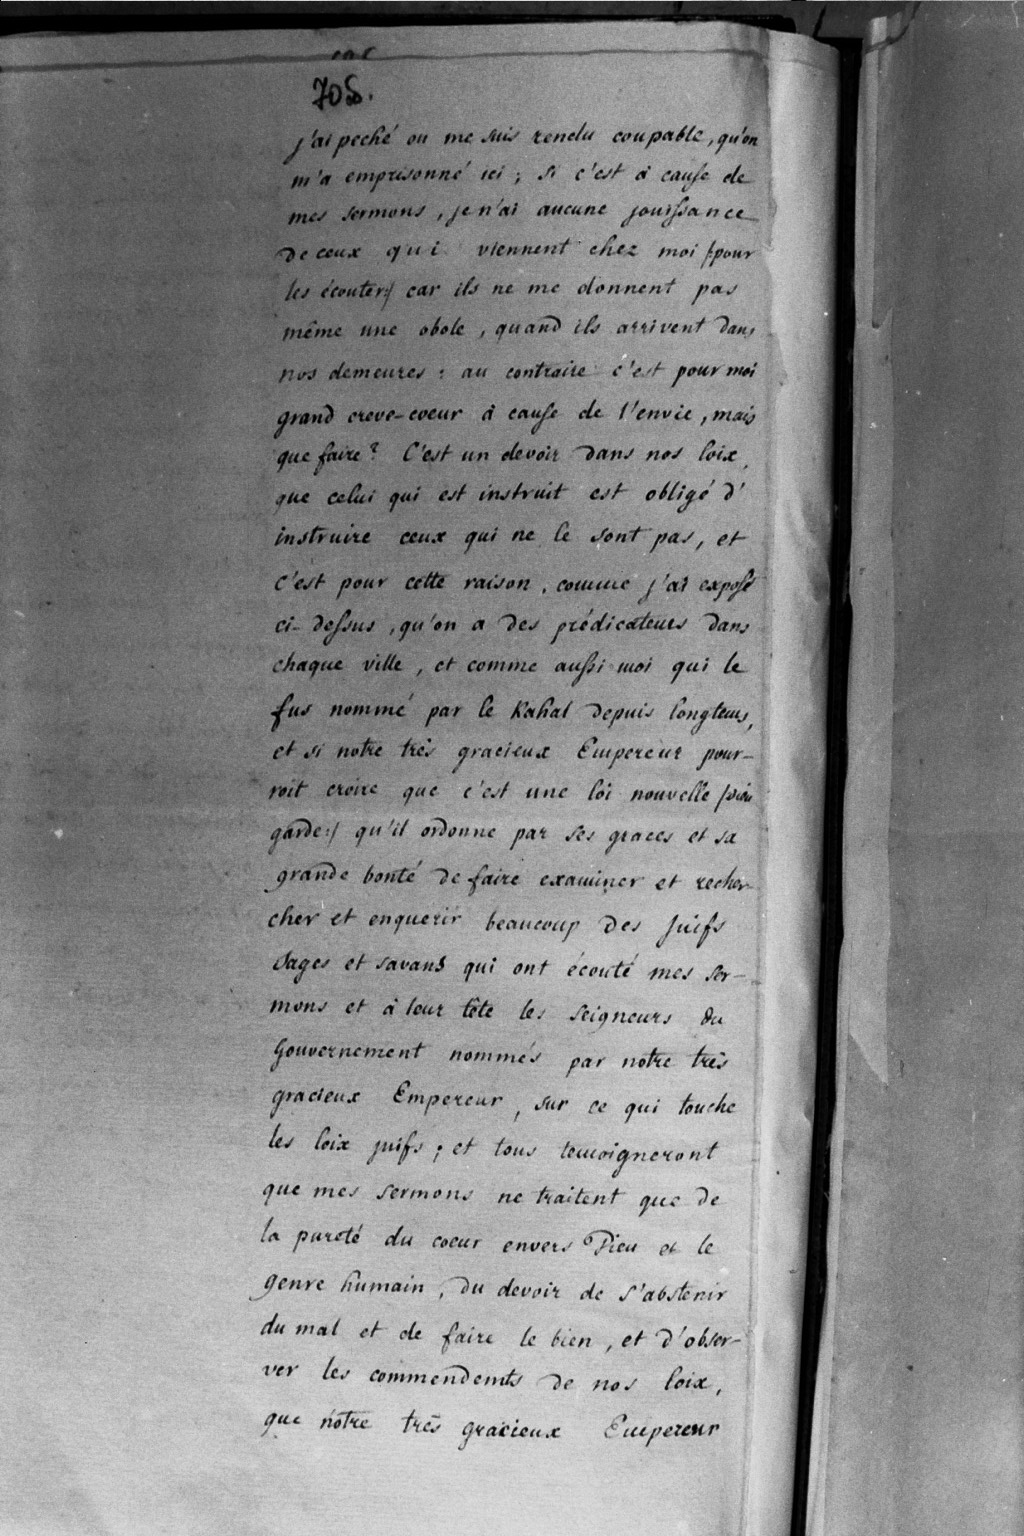 708.
j'ai peché ou me suis rendu coupable, qu'on
m'a emprisonné ici ; si c'est à cause de
mes sermons, je n'ai aucune jouissance
de ceux qui viennent chez moi /:pour
les écouter:/ car ils ne me donnent pas
même une obole, quand ils arrivent dans
nos demeures : au contraire c'est pour moi
grand creve-coeur à cause de l'envie, mais
que faire? C'est un devoir dans nos loix,
que celui qui est instruit est obligé d'
instruire ceux qui ne le sont pas, et
c'est pour cette raison, comme j'ai exposé
ci-dessus, qu'on a des prédicateurs dans
chaque ville, et comme aussi moi qui le
fus nommé par le Kahal depuis longtems,
et si notre très gracieux Empereur pour-
roit croire que c'est une loi nouvelle /:Dieu
garde:/ qu'il ordonne par ses graces et sa
grande bonté de faire examiner et recher-
cher et enquerir beaucoup des Juifs
sages et savans qui ont écouté mes ser-
mons et à leur tête les seigneurs du
Gouvernement nommés par notre très
gracieux Empereur, sur ce qui touche
les loix juifs ; et tous temoigneront
que mes sermons ne traitent que de
la pureté du coeur envers Dieu et le
genre humain, du devoir de s'abstenir
du mal et de faire le bien, et d'obser-
ver les commendemts de nos loix,
que notre très gracieux Empereur